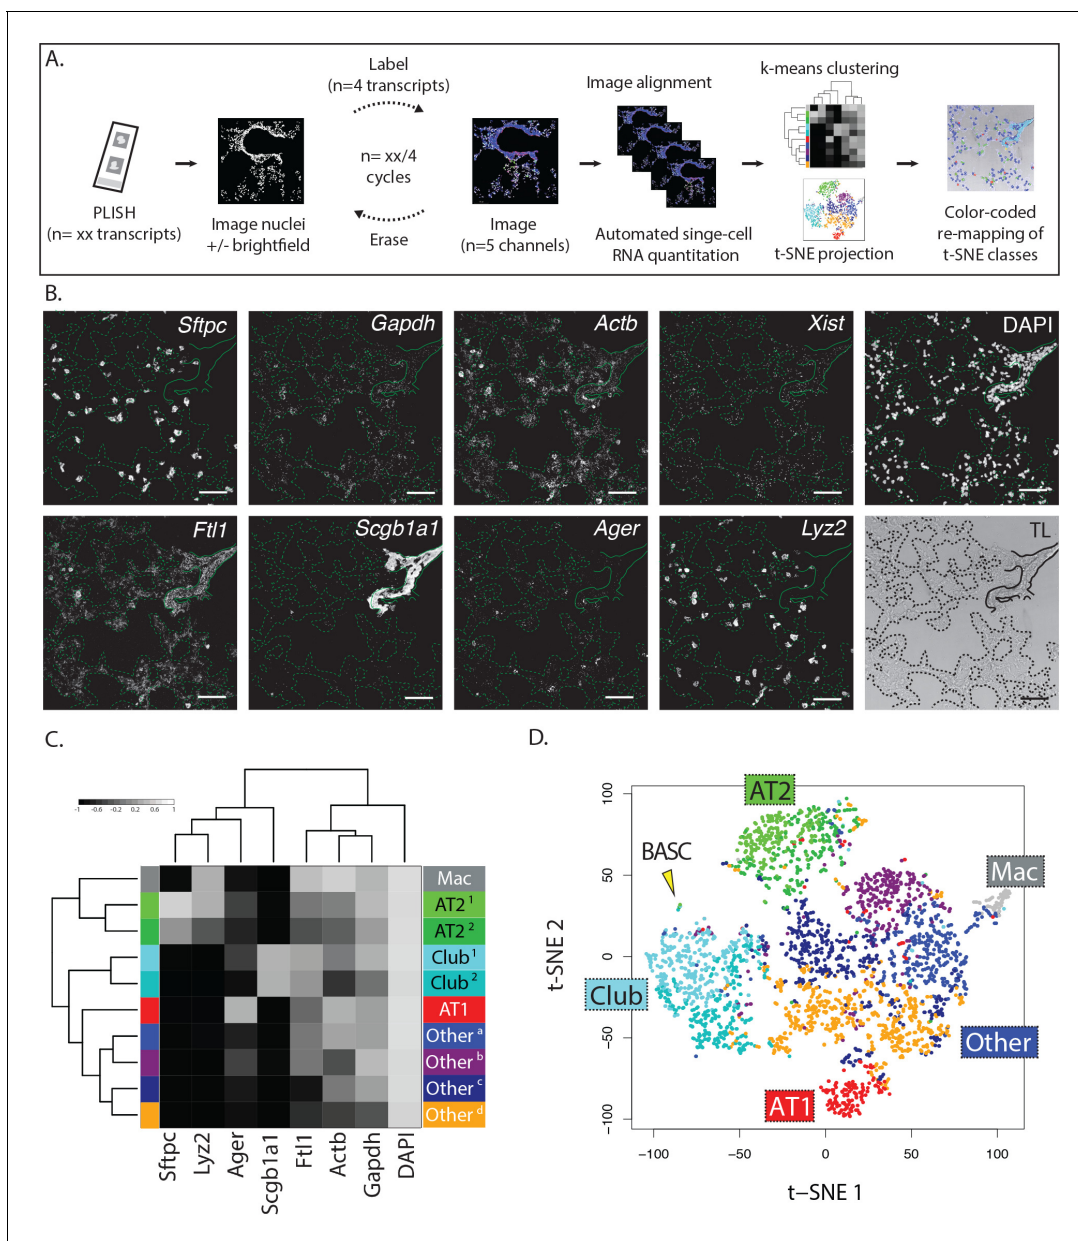 A.
Label
(n=4 transcripts)
n= xx/4
cycles
Erase
PLISH
(n= xx transcripts)
Image nuclei
+/- brightfield
Image
(n=5 channels)
Image alignment
Automated singe-cell
RNA quantitation
k-means clustering
t-SNE projection
Color-coded
re-mapping of
t-SNE classes
B.
Sftpc
Gapdh
Actb
Xist
DAPI
Ftl1
Scgb1a1
Ager
Lyz2
TL
C.
-1 -0.6 -0.2 0.2 0.6 1
Mac
AT2 1
AT2 2
Club 1
Club 2
AT1
Other a
Other b
Other c
Other d
Sftpc
Lyz2
Ager
Scgb1a1
Ftl1
Actb
Gapdh
DAPI
D.
AT2
BASC
Mac
Club
Other
AT1
t-SNE 2
100
50
0
−50
−100
−100 −50 0 50 100
t−SNE 1